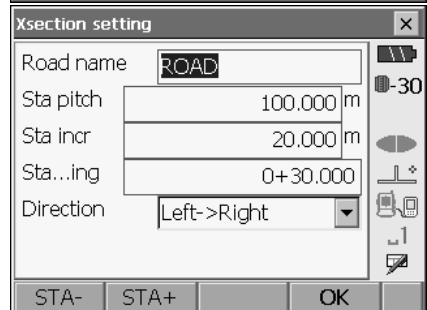 Xsection setting
Road name ROAD
Sta pitch 100.000 m
Sta incr 20.000 m
Sta...ing 0+30.000
Direction Left->Right
-30
1
STA- STA+ OK